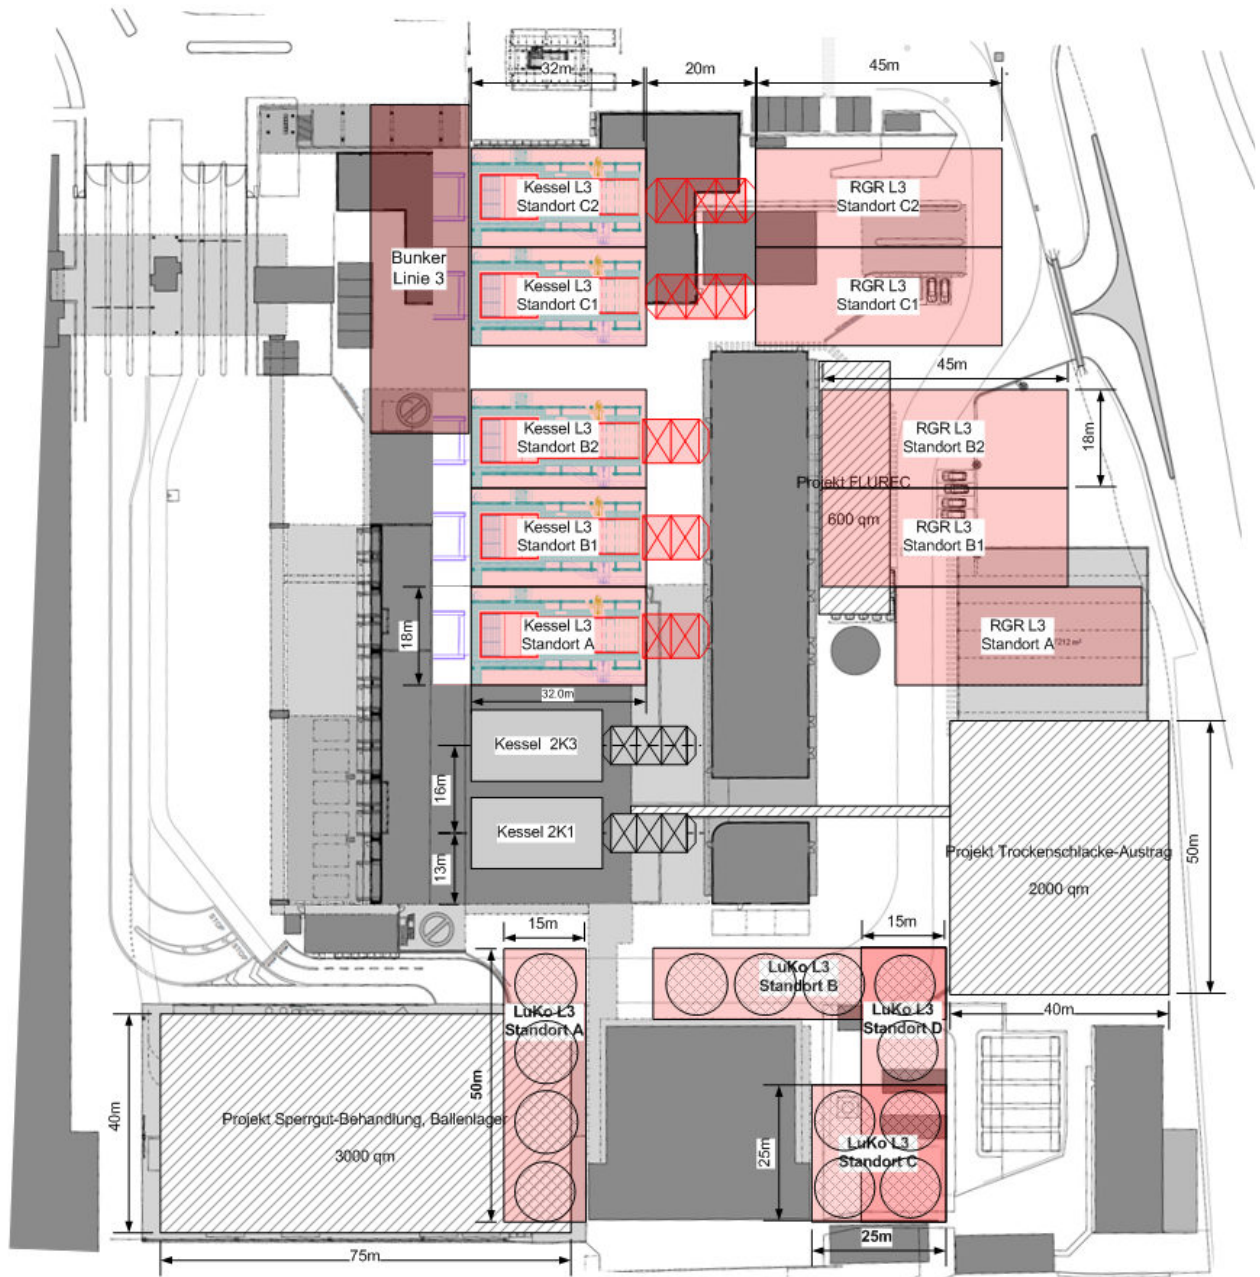 32m
20m
45m
Kessel L3
Standort C2
RGR L3
Standort C2
Bunker
Linie 3
Kessel L3
Standort C1
RGR L3
Standort C1
45m
Kessel L3
Standort B2
RGR L3
Standort B2
18m
Projekt FLUREC
600 qm
Kessel L3
Standort B1
RGR L3
Standort B1
18m
Kessel L3
Standort A
RGR L3
Standort A
32.0m
Kessel 2K3
16m
Kessel 2K1
13m
Projekt Trockenschlacke-Austrag
2000 qm
50m
STOP
STOP
15m
15m
LuKo L3
Standort B
LuKo L3
Standort A
LuKo L3
Standort D
40m
50m
40m
Projekt Sperrgut-Behandlung, Ballenlager
3000 qm
25m
LuKo L3
Standort C
25m
75m